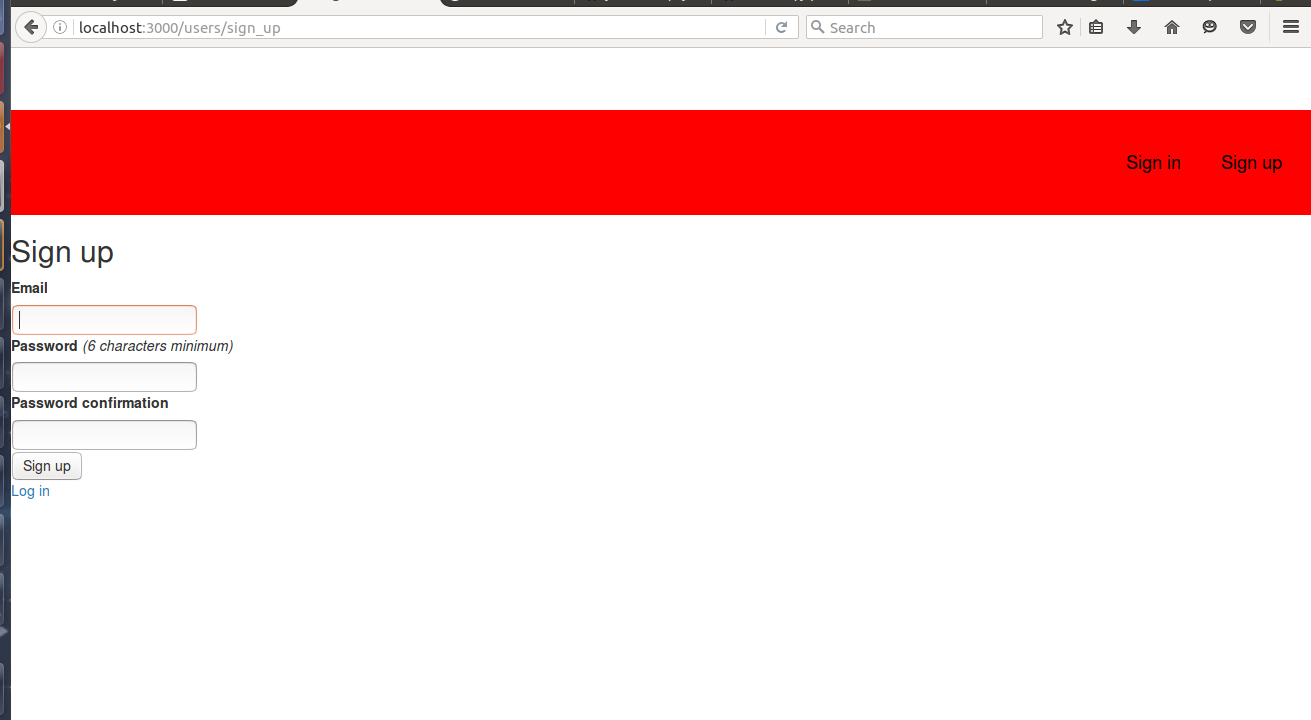 localhost:3000/users/sign_up
Search
Sign in Sign up
Sign up
Email
Password (6 characters minimum)
Password confirmation
Sign up
Log in